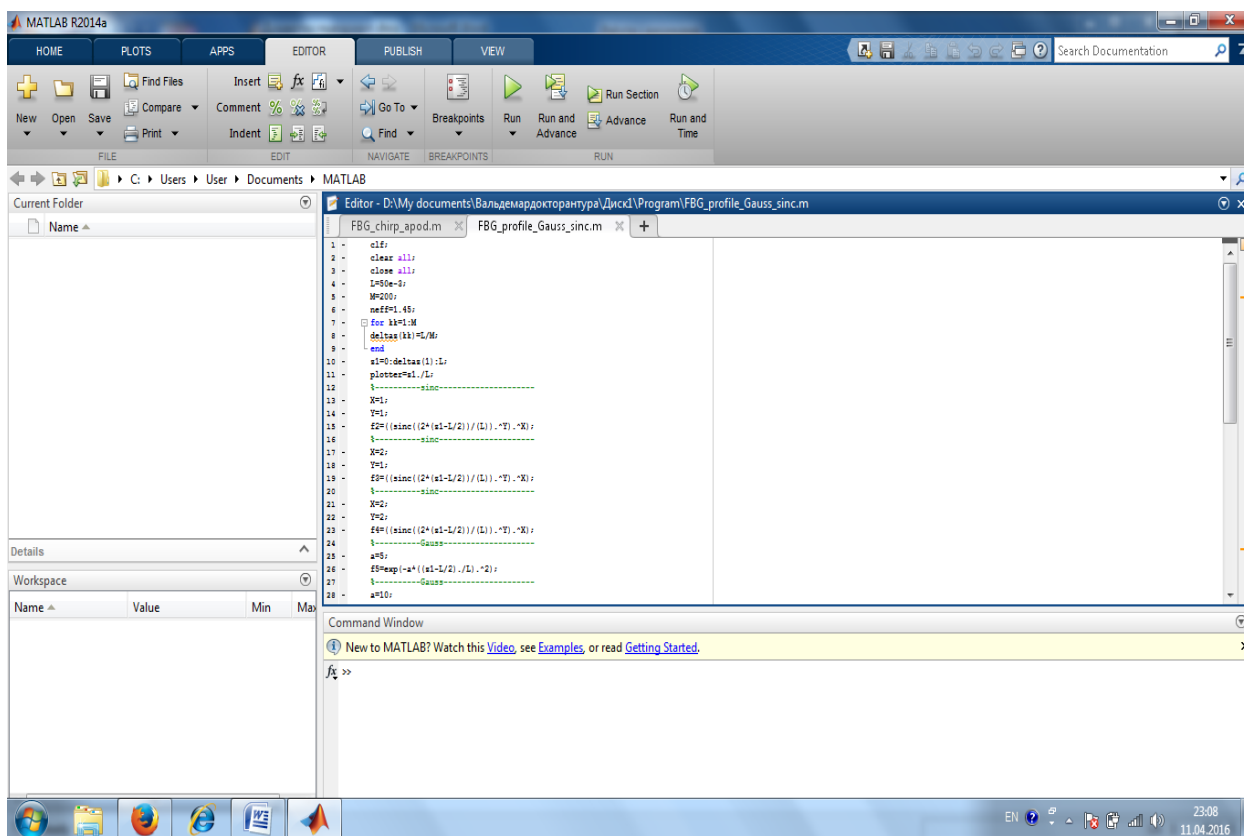 MATLAB R2014a
HOME PLOTS APPS EDITOR PUBLISH VIEW
Search Documentation
New Open Save
Find Files
Compare
Print
FILE
Insert fx
Comment
Indent
EDIT
Go To
Find
NAVIGATE
Breakpoints
BREAKPOINTS
Run
Run and Advance
Run Section
Advance
Run and Time
RUN
C: Users User Documents MATLAB
Current Folder
Name
Details
Workspace
Name Value Min Max
Editor - D:\My documents\Вальдемардокторантура\Диск1\Program\FBG_profile_Gauss_sinc.m
FBG_chirp_apod.m FBG_profile_Gauss_sinc.m +
1 - clf;
2 - clear all;
3 - close all;
4 - L=50e-3;
5 - M=200;
6 - neff=1.45;
7 - for kk=1:M
8 - deltas(kk)=L/M;
9 - end
10 - z1=0:deltas(1):L;
11 - plotter=z1./L;
12 %----------sinc---------------------
13 - X=1;
14 - Y=1;
15 - f2=((sinc((2*(z1-L/2))/(L)).^Y).^X);
16 %----------sinc---------------------
17 - X=2;
18 - Y=1;
19 - f3=((sinc((2*(z1-L/2))/(L)).^Y).^X);
20 %----------sinc---------------------
21 - X=2;
22 - Y=2;
23 - f4=((sinc((2*(z1-L/2))/(L)).^Y).^X);
24 %----------Gauss--------------------
25 - a=5;
26 - f5=exp(-a*((z1-L/2)./L).^2);
27 %----------Gauss--------------------
28 - a=10;
Command Window
New to MATLAB? Watch this Video, see Examples, or read Getting Started.
fx >>
EN
23:08
11.04.2016